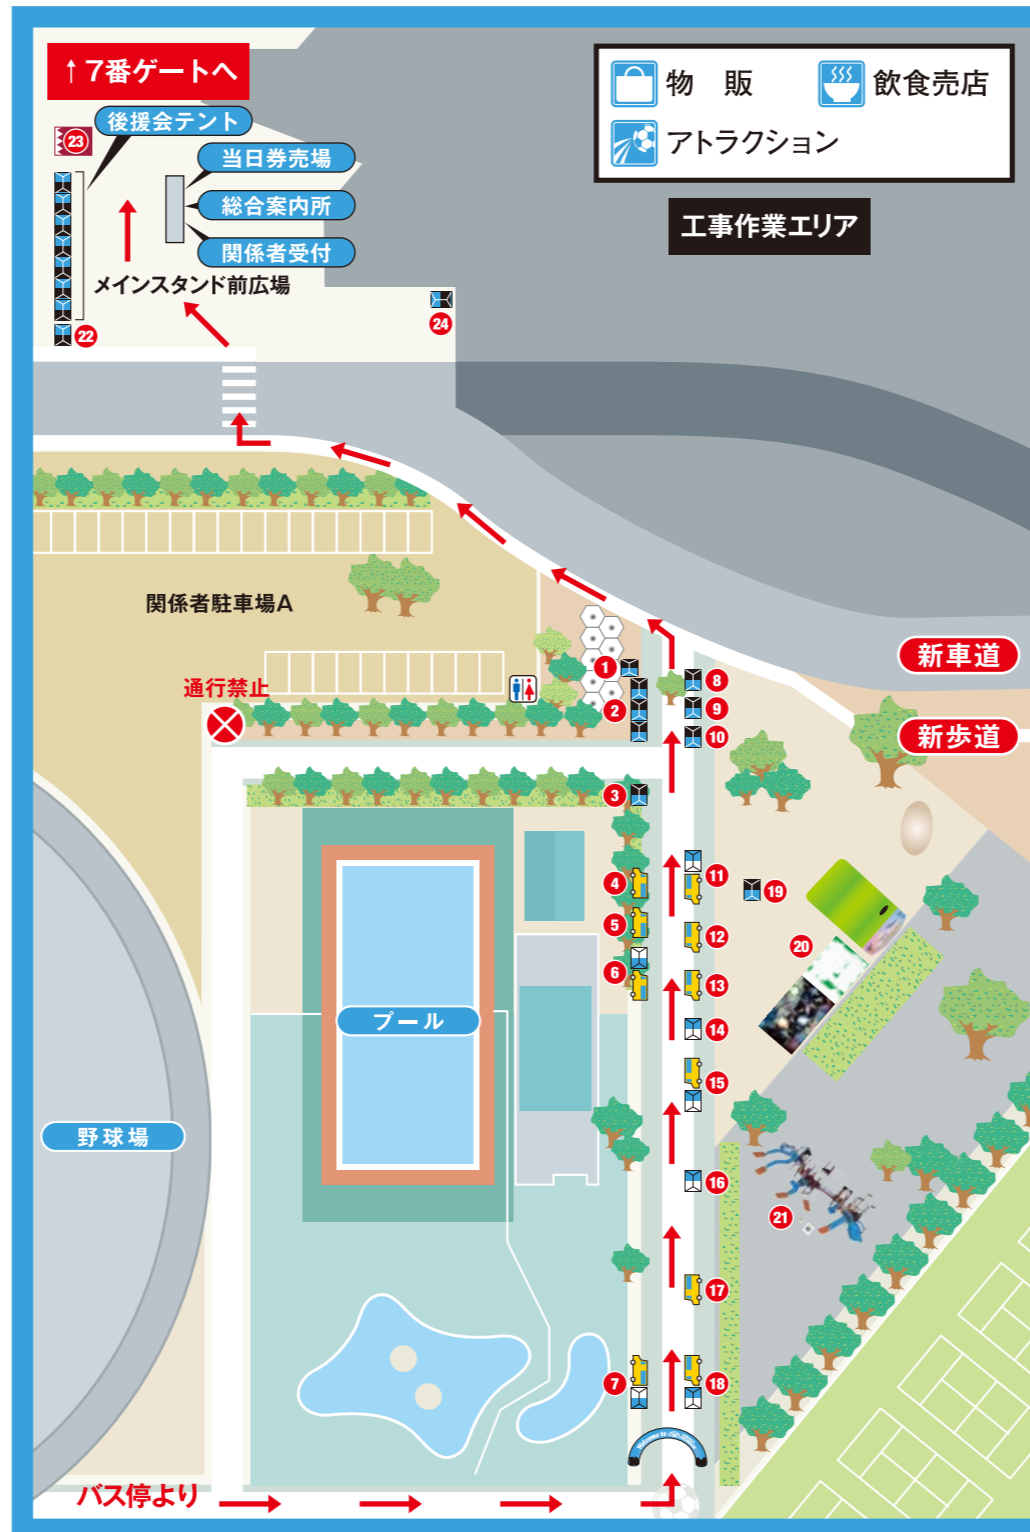 ↑7番ゲートへ
物 販
飲食売店
アトラクション
工事作業エリア
23
後援会テント
当日券売場
総合案内所
関係者受付
メインスタンド前広場
22
24
関係者駐車場A
通行禁止
新車道
新歩道
1
2
3
4
5
6
7
8
9
10
11
12
13
14
15
16
17
18
19
20
21
プール
野球場
Welcome to
バス停より